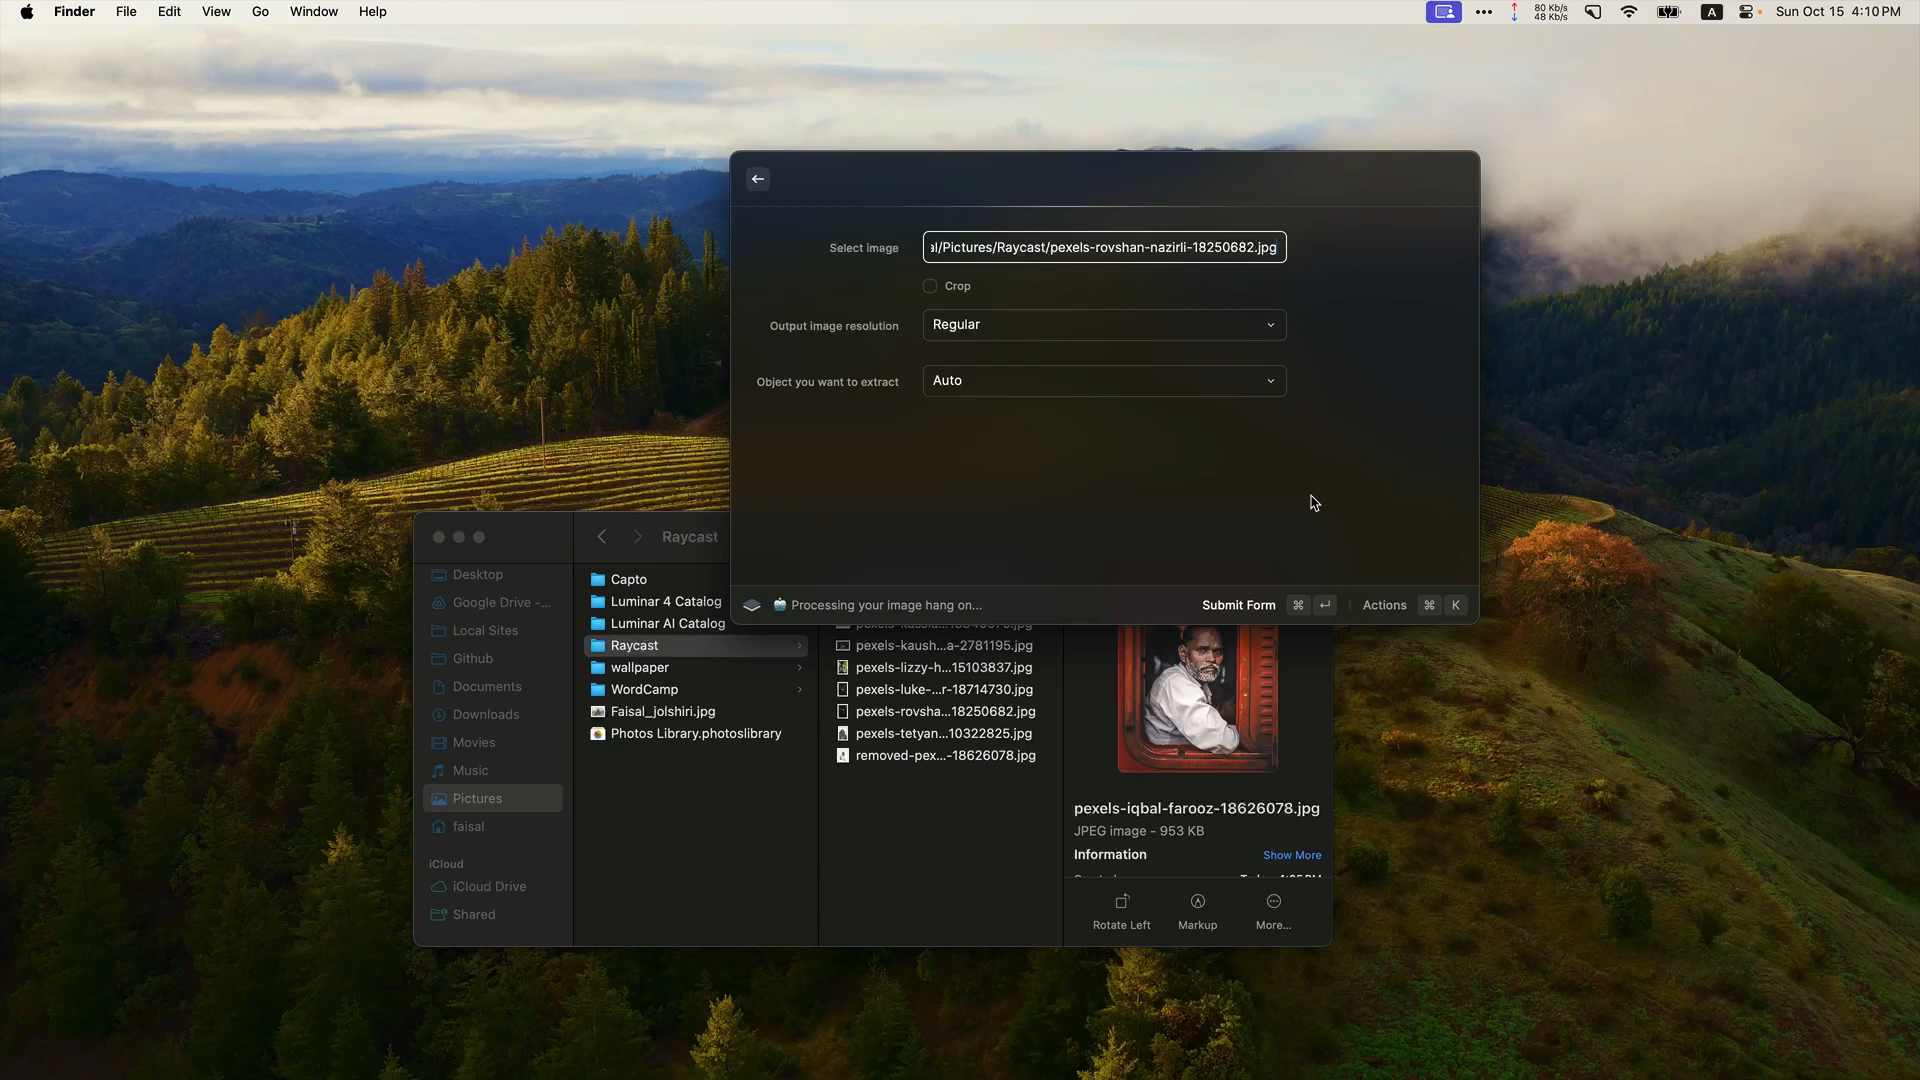 Finder File Edit View Go Window Help
80 Kb/s
48 Kb/s
A
Sun Oct 15 4:10 PM
Select image
al/Pictures/Raycast/pexels-rovshan-nazirli-18250682.jpg
Crop
Output image resolution
Regular
Object you want to extract
Auto
Processing your image hang on...
Submit Form
⌘ ↵
Actions
⌘ K
Raycast
Desktop
Google Drive -...
Local Sites
Github
Documents
Downloads
Movies
Music
Pictures
faisal
iCloud
iCloud Drive
Shared
Capto
Luminar 4 Catalog
Luminar AI Catalog
Raycast
wallpaper
WordCamp
Faisal_jolshiri.jpg
Photos Library.photoslibrary
pexels-kaush...a-2781195.jpg
pexels-lizzy-h...15103837.jpg
pexels-luke-...r-18714730.jpg
pexels-rovsha...18250682.jpg
pexels-tetyan...10322825.jpg
removed-pex...-18626078.jpg
pexels-iqbal-farooz-18626078.jpg
JPEG image - 953 KB
Information
Show More
Rotate Left
Markup
More...